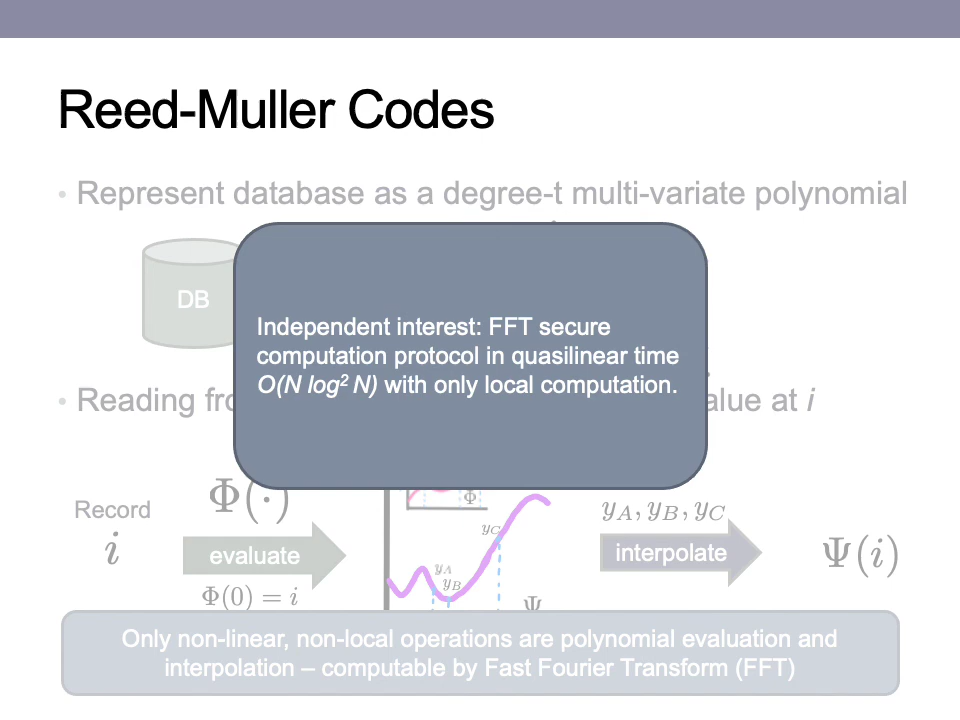 Reed-Muller Codes
• Represent database as a degree-t multi-variate polynomial
DB
Independent interest: FFT secure
computation protocol in quasilinear time
O(N log² N) with only local computation.
• Reading
value at i
Record
i
Φ(·)
evaluate
Φ(0) = i
Φ
y_C
y_A
y_B
Ψ
y_A, y_B, y_C
interpolate
Ψ(i)
Only non-linear, non-local operations are polynomial evaluation and
interpolation – computable by Fast Fourier Transform (FFT)